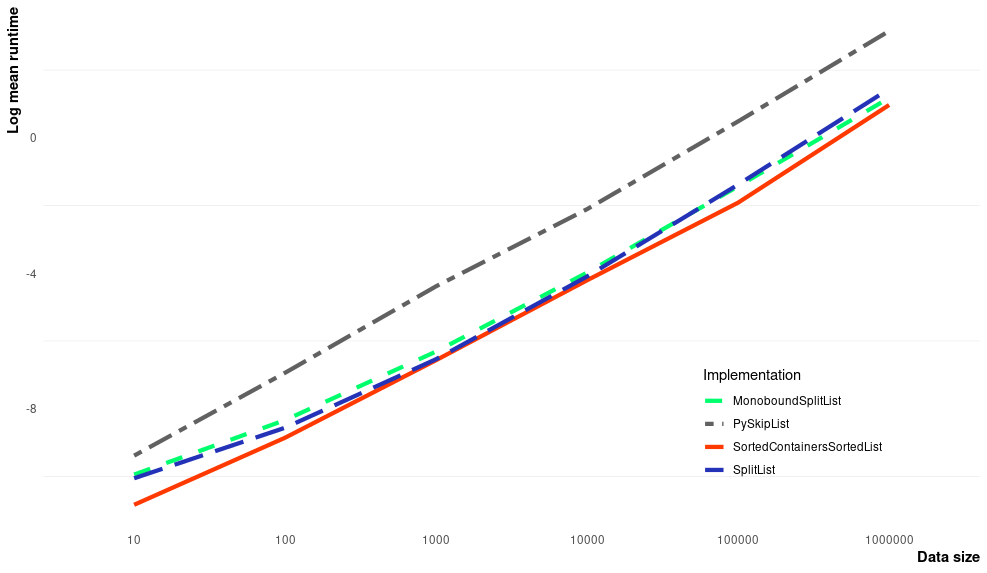 Log mean runtime
0
-4
-8
Implementation
MonoboundSplitList
PySkipList
SortedContainersSortedList
SplitList
10
100
1000
10000
100000
1000000
Data size